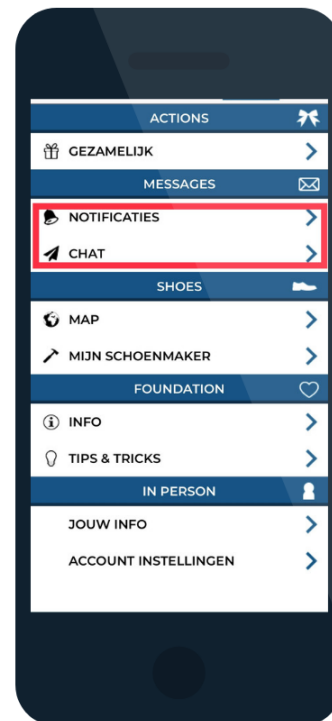 ACTIONS
GEZAMELIJK
MESSAGES
NOTIFICATIES
CHAT
SHOES
MAP
MIJN SCHOENMAKER
FOUNDATION
INFO
TIPS & TRICKS
IN PERSON
JOUW INFO
ACCOUNT INSTELLINGEN